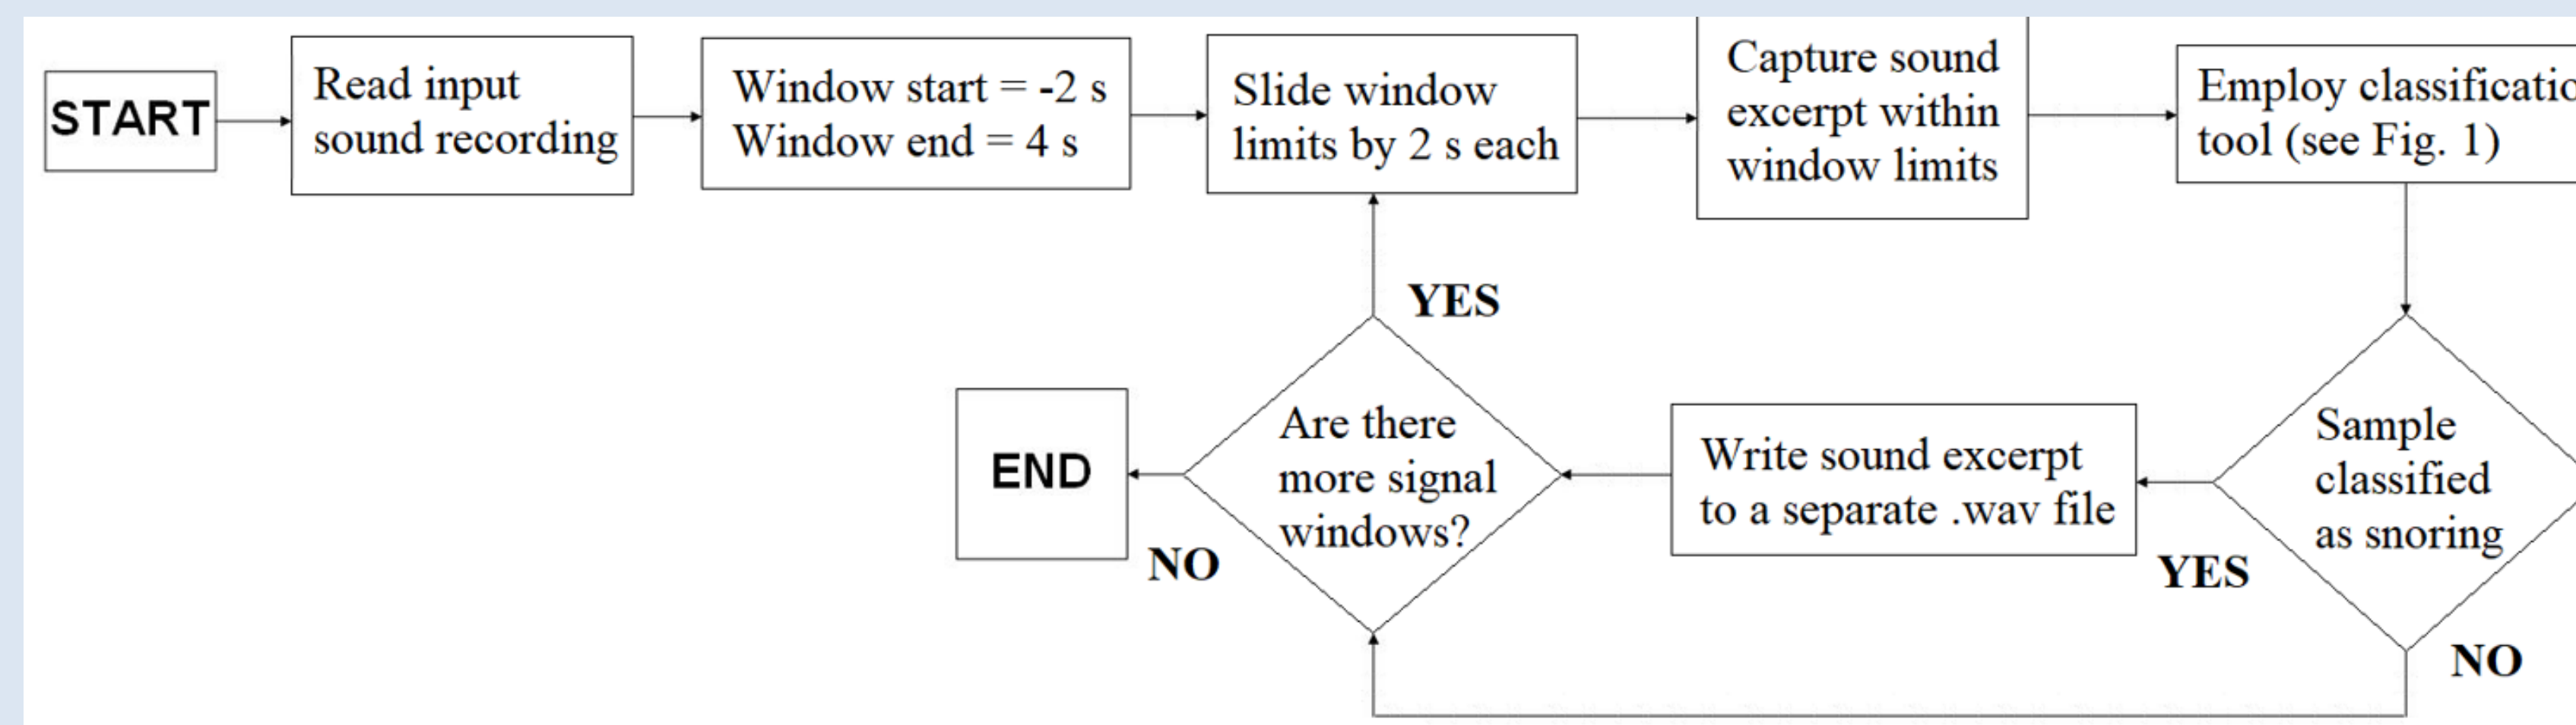 START
Read input
sound recording
Window start = -2 s
Window end = 4 s
Slide window
limits by 2 s each
Capture sound
excerpt within
window limits
Employ classificatio
tool (see Fig. 1)
YES
END
NO
Are there
more signal
windows?
Write sound excerpt
to a separate .wav file
YES
Sample
classified
as snoring
NO